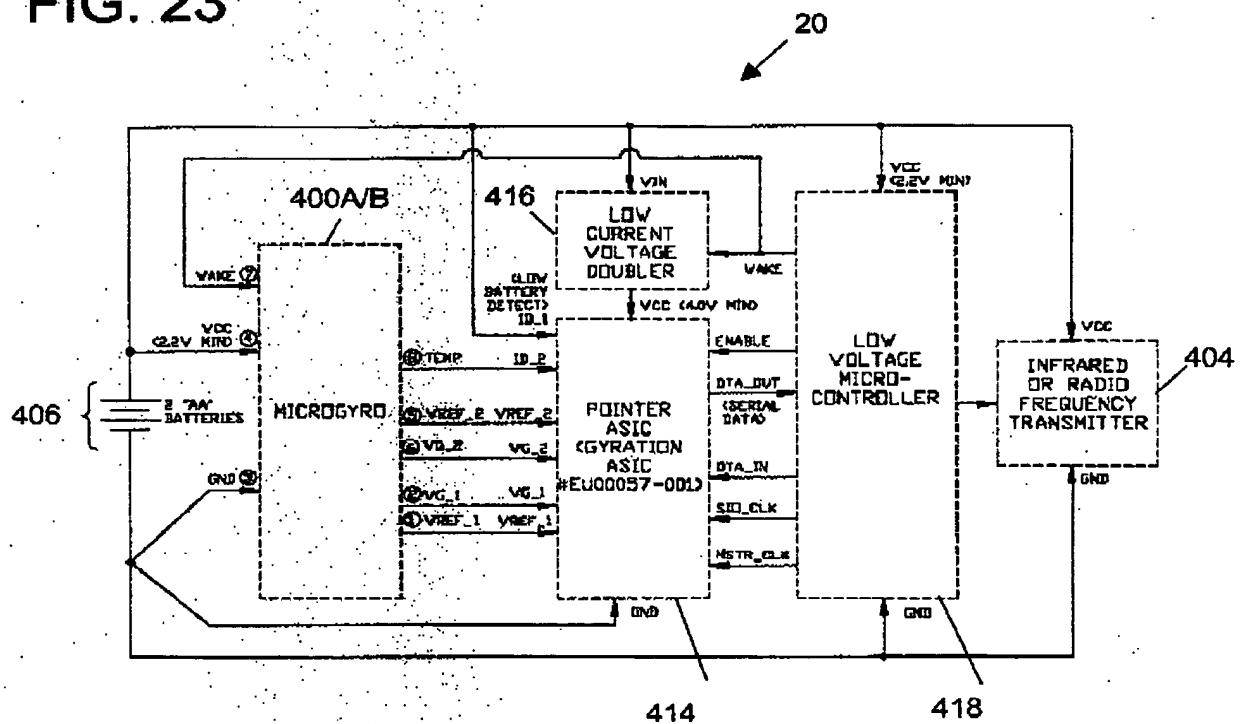 FIG. 23
20
400A/B
416
VIN
LOW
CURRENT
VOLTAGE
DOUBLER
VCC
(2.2V MIN)
WAKE
WAKE
(LOW
BATTERY
DETECT)
ID_1
VCC (4.0V MIN)
VCC
(2.2V MIN)
TEMP
ID_2
VREF_2
VREF_2
VG_2
VG_2
VG_1
VG_1
VREF_1
VREF_1
GND
MICROGYRO
406
2 "AA"
BATTERIES
POINTER
ASIC
(GYRATION
ASIC
#EU00057-001)
GND
ENABLE
DTA_OUT
(SERIAL
DATA)
DTA_IN
SIO_CLK
MSTR_CLK
LOW
VOLTAGE
MICRO-
CONTROLLER
GND
VCC
INFRARED
OR RADIO
FREQUENCY
TRANSMITTER
404
GND
414
418